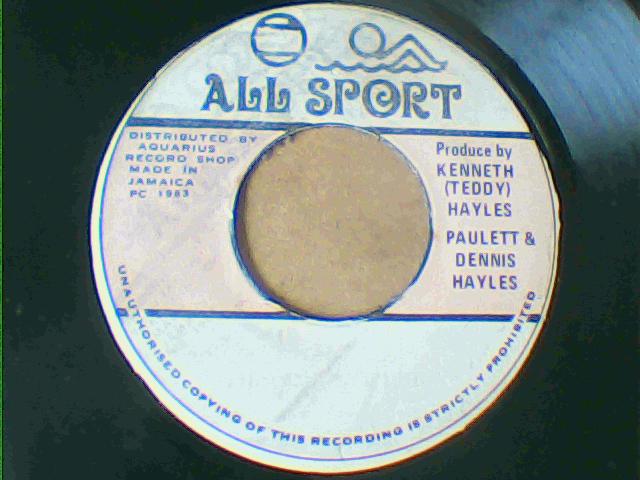 ALL SPORT
DISTRIBUTED BY
AQUARIUS
RECORD SHOP
MADE IN
JAMAICA
PC 1983
Produce by
KENNETH
(TEDDY)
HAYLES
PAULETT &
DENNIS
HAYLES
UNAUTHORISED COPYING OF THIS RECORDING IS STRICTLY PROHIBITED